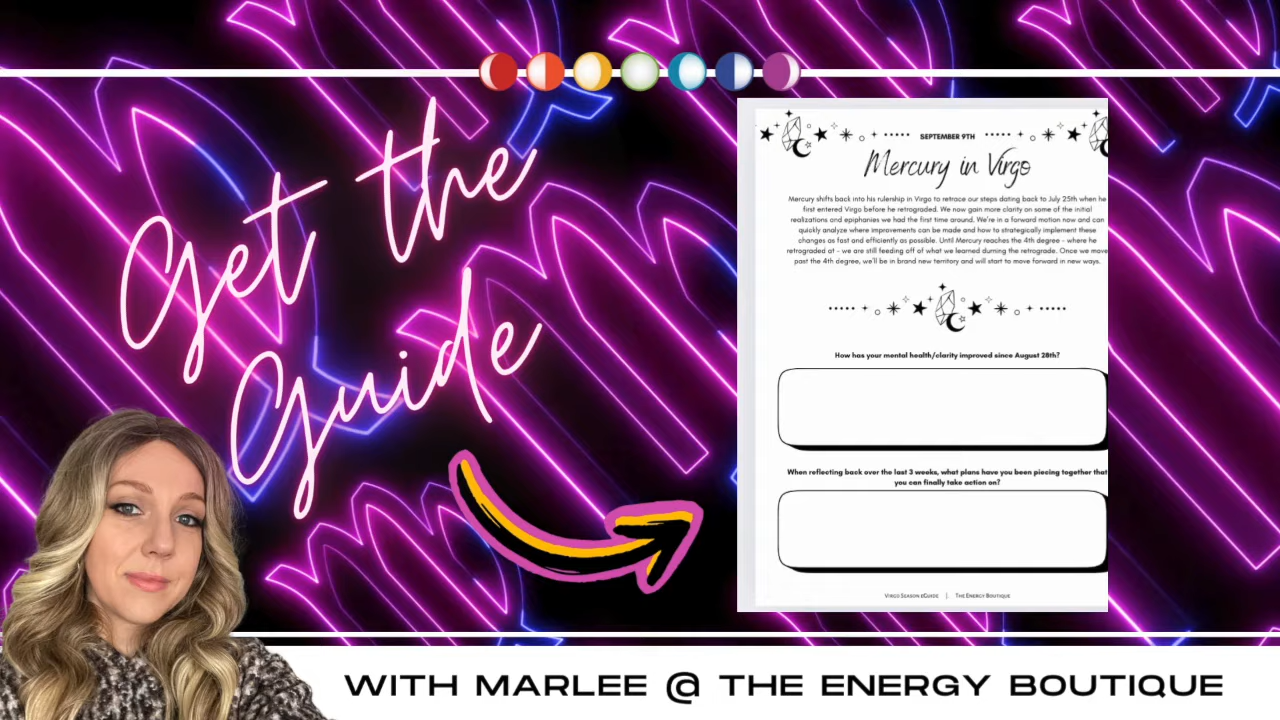 Get the
Guide
SEPTEMBER 9TH
Mercury in Virgo
Mercury shifts back into his rulership in Virgo to retrace our steps dating back to July 25th when he
first entered Virgo before he retrograded. We now gain more clarity on some of the initial
realizations and epiphanies we had the first time around. We're in a forward motion now and can
quickly analyze where improvements can be made and how to strategically implement these
changes as fast and efficiently as possible. Until Mercury reaches the 4th degree - where he
retrograded at - we are still feeding off of what we learned durning the retrograde. Once we move
past the 4th degree, we'll be in brand new territory and will start to move forward in new ways.
How has your mental health/clarity improved since August 28th?
When reflecting back over the last 3 weeks, what plans have you been piecing together that
you can finally take action on?
VIRGO SEASON EGUIDE | THE ENERGY BOUTIQUE
WITH MARLEE @ THE ENERGY BOUTIQUE